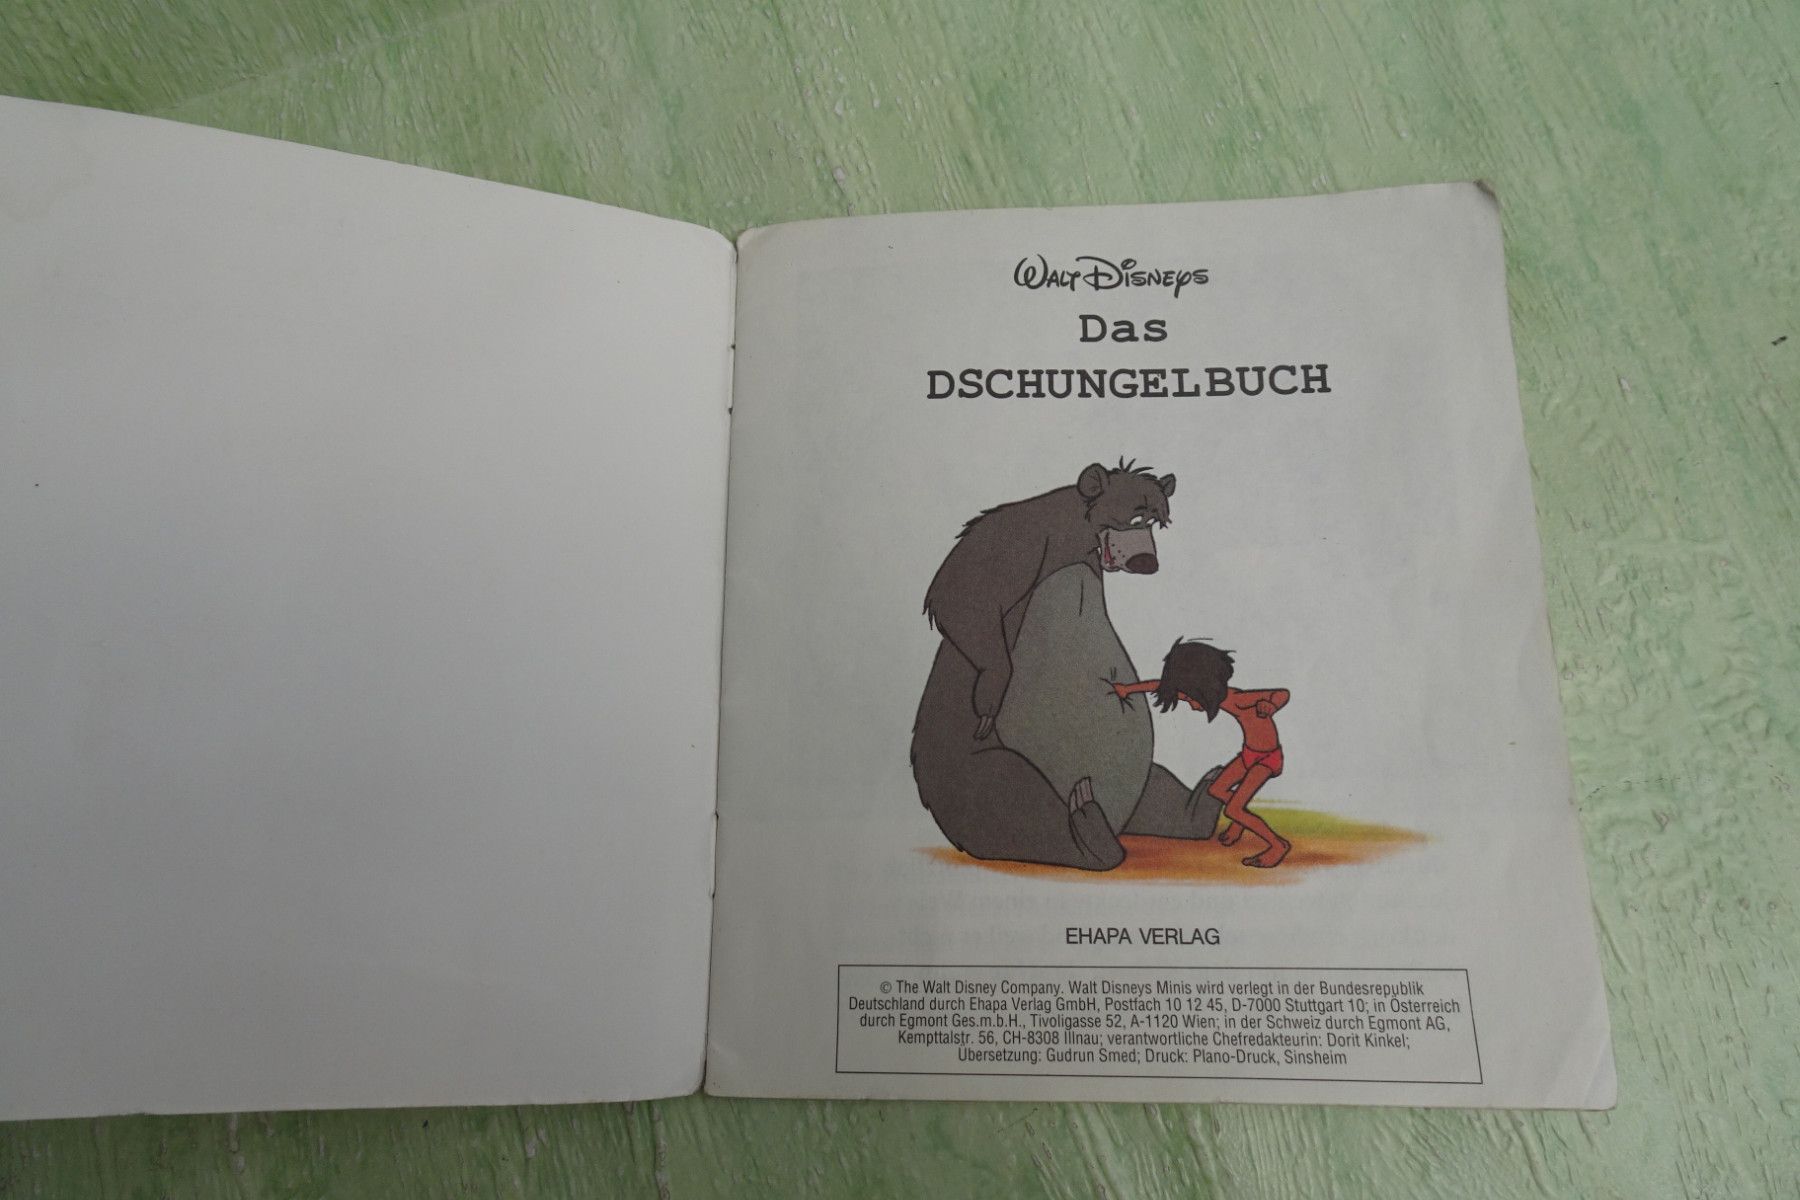 WALT DISNEYS
Das
DSCHUNGELBUCH
EHAPA VERLAG
© The Walt Disney Company. Walt Disneys Minis wird verlegt in der Bundesrepublik
Deutschland durch Ehapa Verlag GmbH, Postfach 10 12 45, D-7000 Stuttgart 10; in Österreich
durch Egmont Ges.m.b.H., Tivoligasse 52, A-1120 Wien; in der Schweiz durch Egmont AG,
Kempttalstr. 56, CH-8308 Illnau; verantwortliche Chefredakteurin: Dorit Kinkel;
Übersetzung: Gudrun Smed; Druck: Plano-Druck, Sinsheim